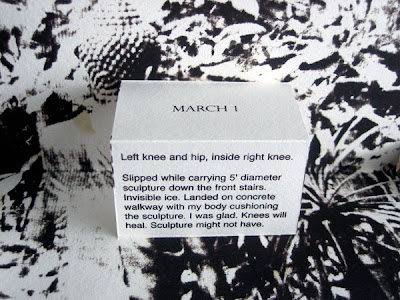 MARCH 1
Left knee and hip, inside right knee.
Slipped while carrying 5' diameter
sculpture down the front stairs.
Invisible ice. Landed on concrete
walkway with my body cushioning
the sculpture. I was glad. Knees will
heal. Sculpture might not have.